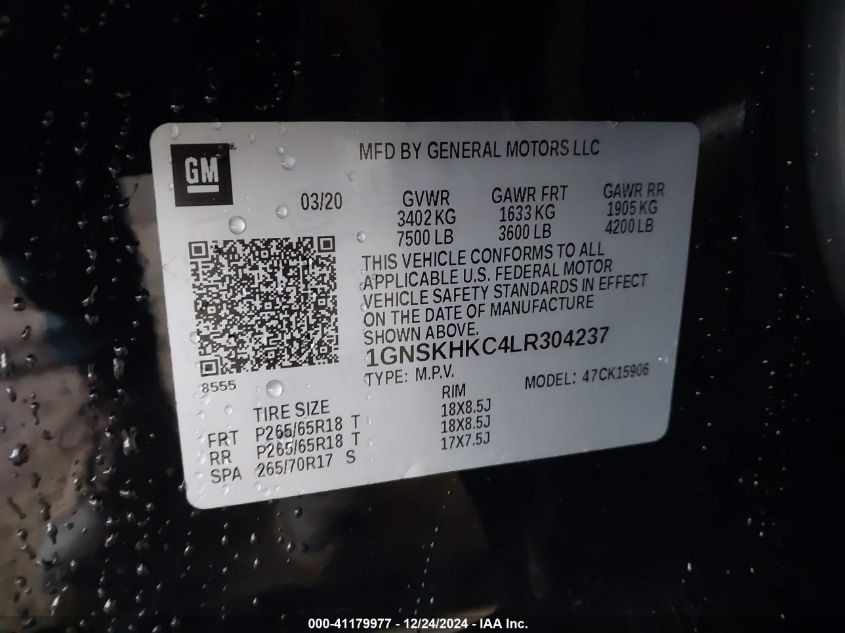 GM
MFD BY GENERAL MOTORS LLC
03/20
GVWR GAWR FRT GAWR RR
3402 KG 1633 KG 1905 KG
7500 LB 3600 LB 4200 LB
THIS VEHICLE CONFORMS TO ALL
APPLICABLE U.S. FEDERAL MOTOR
VEHICLE SAFETY STANDARDS IN EFFECT
ON THE DATE OF MANUFACTURE
SHOWN ABOVE.
1GNSKHKC4LR304237
8555
TYPE: M.P.V. MODEL: 47CK15906
TIRE SIZE RIM
FRT P265/65R18 T 18X8.5J
RR P265/65R18 T 18X8.5J
SPA 265/70R17 S 17X7.5J
000-41179977 - 12/24/2024 - IAA Inc.